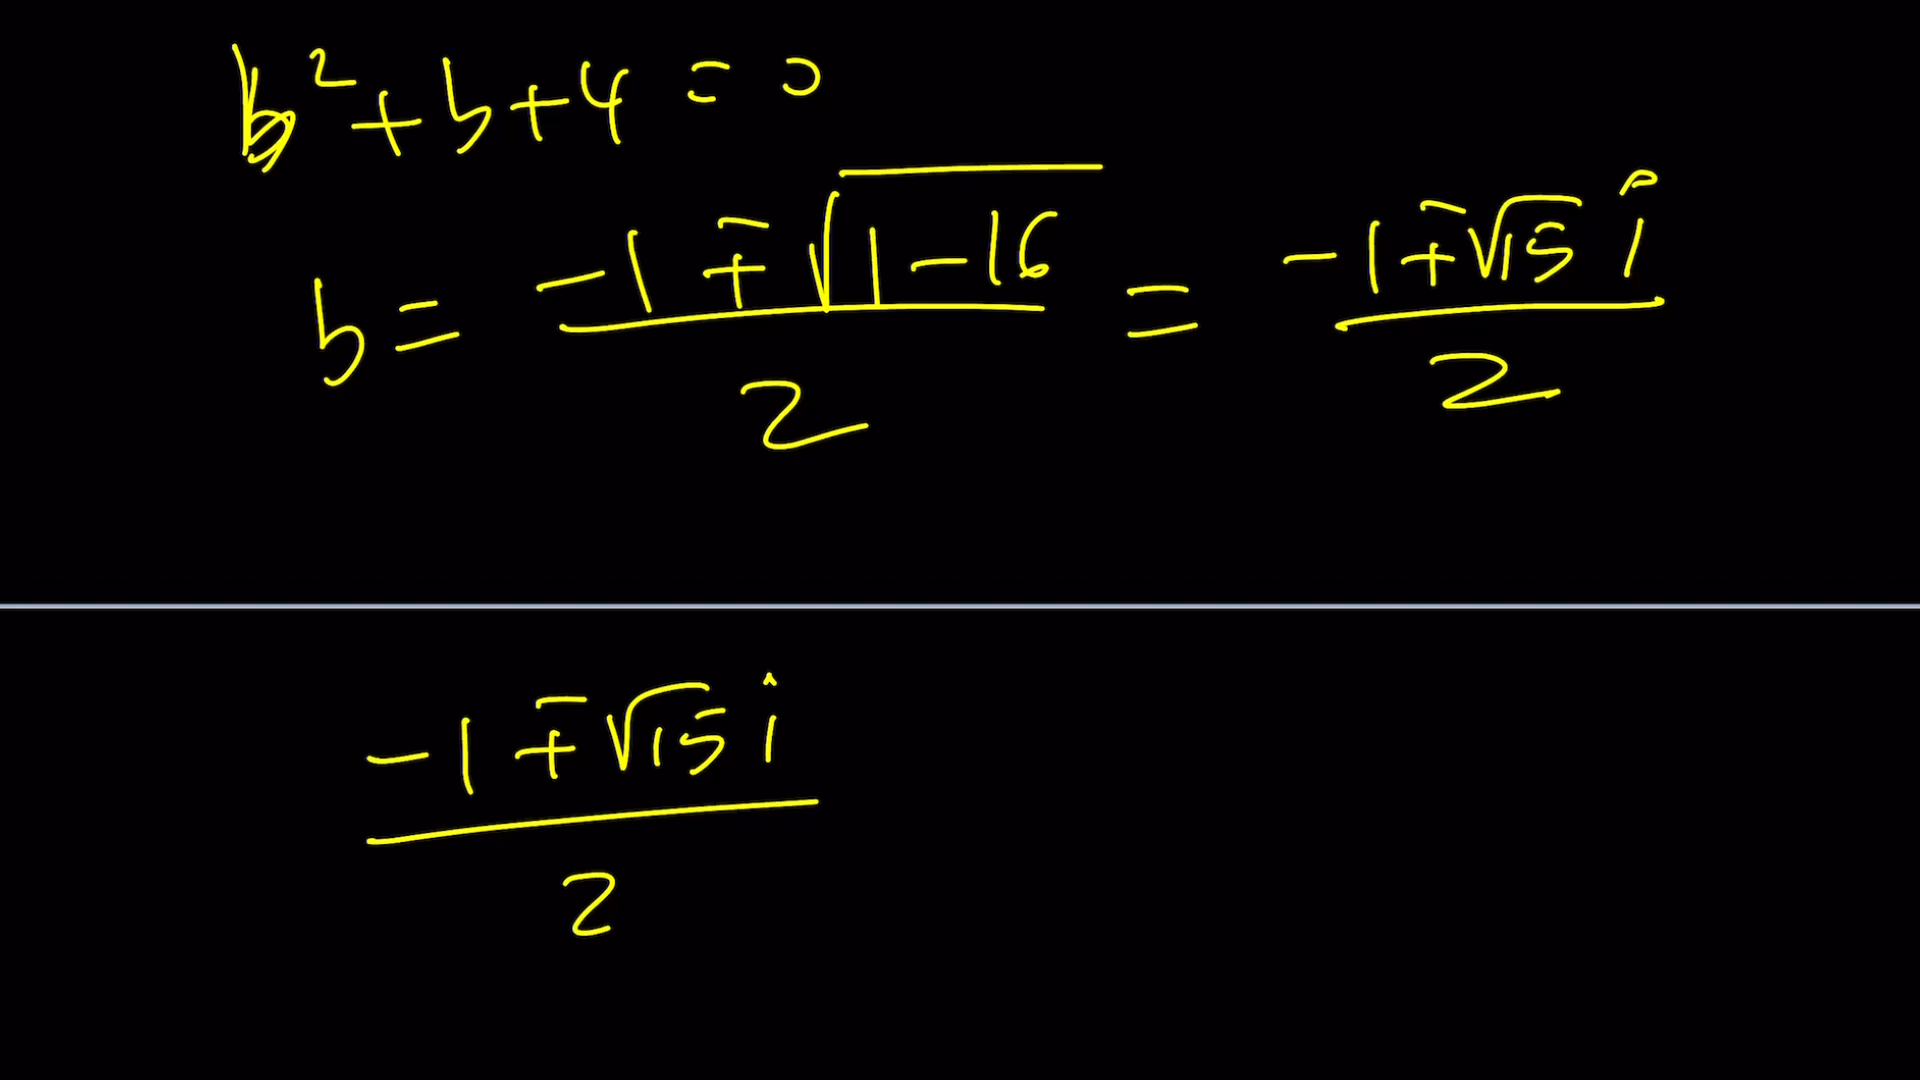 b² + b + 4 = 0
b = (-1 ∓ √(1 - 16)) / 2 = (-1 ∓ √15 i) / 2
(-1 ∓ √15 i) / 2